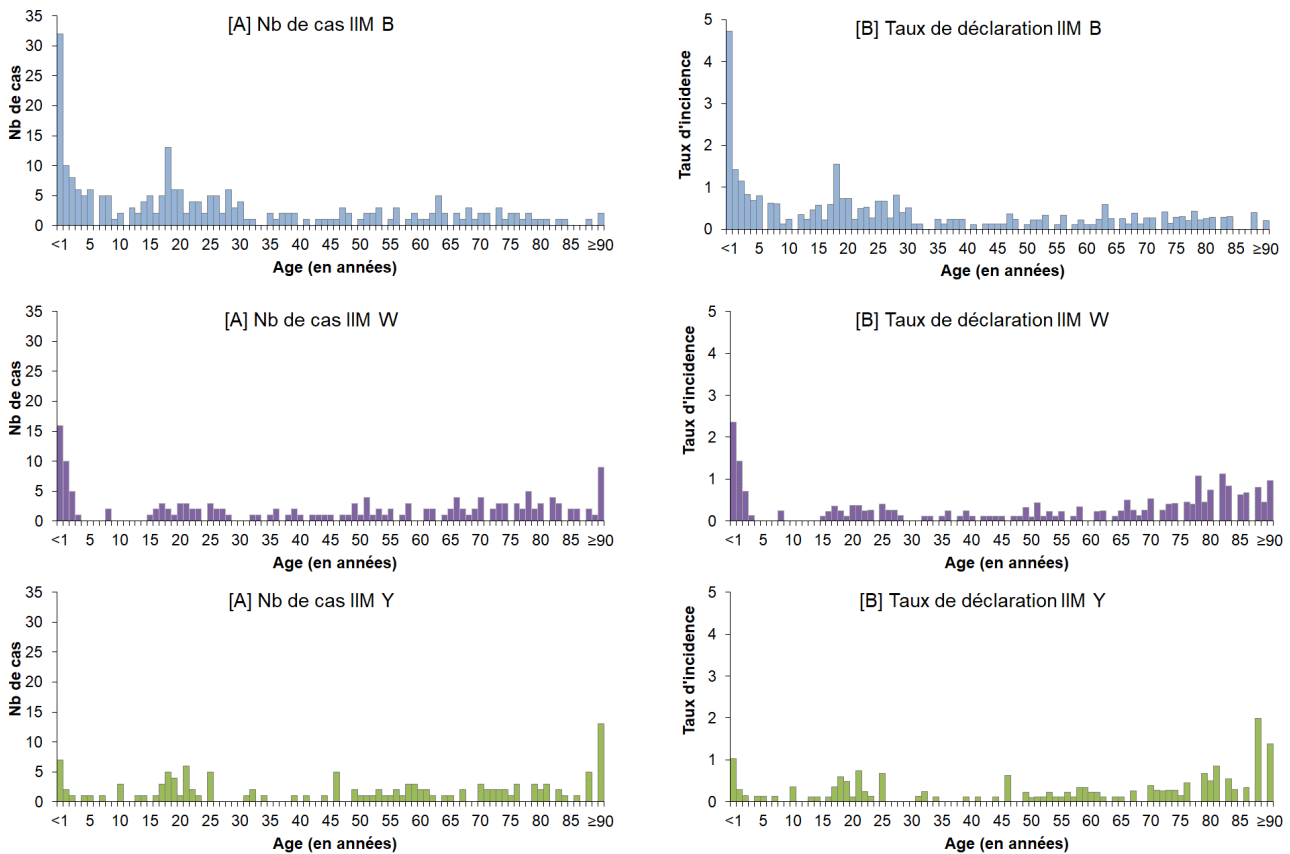 [A] Nb de cas IIM B
Nb de cas
35
30
25
20
15
10
5
0
<1 5 10 15 20 25 30 35 40 45 50 55 60 65 70 75 80 85 ≥90
Age (en années)
[B] Taux de déclaration IIM B
Taux d'incidence
5
4
3
2
1
0
<1 5 10 15 20 25 30 35 40 45 50 55 60 65 70 75 80 85 ≥90
Age (en années)
[A] Nb de cas IIM W
Nb de cas
35
30
25
20
15
10
5
0
<1 5 10 15 20 25 30 35 40 45 50 55 60 65 70 75 80 85 ≥90
Age (en années)
[B] Taux de déclaration IIM W
Taux d'incidence
5
4
3
2
1
0
<1 5 10 15 20 25 30 35 40 45 50 55 60 65 70 75 80 85 ≥90
Age (en années)
[A] Nb de cas IIM Y
Nb de cas
35
30
25
20
15
10
5
0
<1 5 10 15 20 25 30 35 40 45 50 55 60 65 70 75 80 85 ≥90
Age (en années)
[B] Taux de déclaration IIM Y
Taux d'incidence
5
4
3
2
1
0
<1 5 10 15 20 25 30 35 40 45 50 55 60 65 70 75 80 85 ≥90
Age (en années)